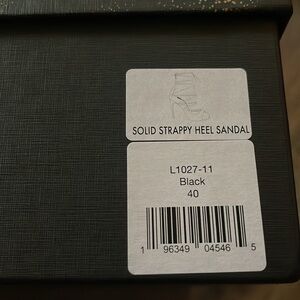 SOLID STRAPPY HEEL SANDAL
L1027-11
Black
40
1 96349 04546 5